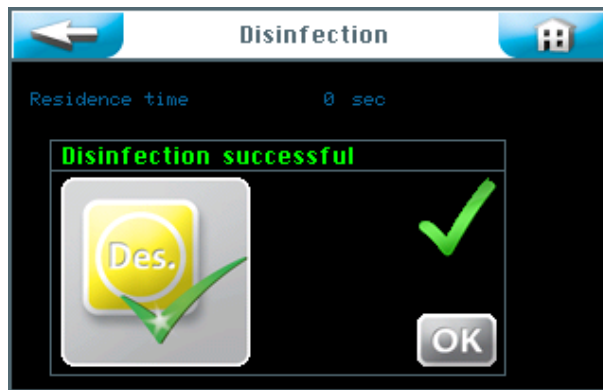 Disinfection
Residence time 0 sec
Disinfection successful
Des.
OK